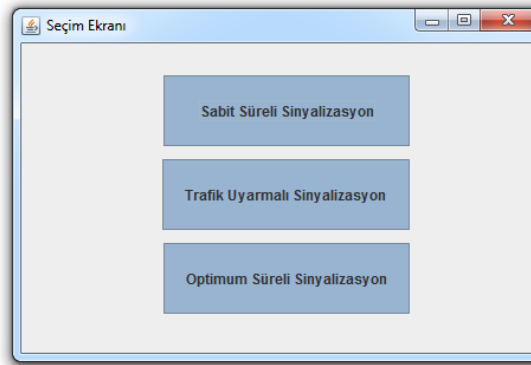 Seçim Ekranı
Sabit Süreli Sinyalizasyon
Trafik Uyarmalı Sinyalizasyon
Optimum Süreli Sinyalizasyon